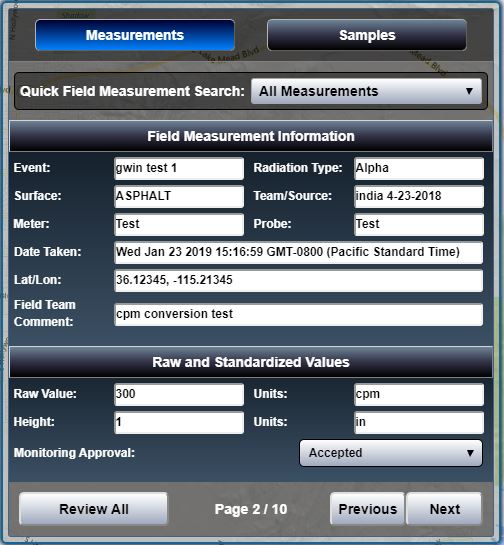 Measurements Samples
Quick Field Measurement Search: All Measurements
Field Measurement Information
Event: gwin test 1 Radiation Type: Alpha
Surface: ASPHALT Team/Source: india 4-23-2018
Meter: Test Probe: Test
Date Taken: Wed Jan 23 2019 15:16:59 GMT-0800 (Pacific Standard Time)
Lat/Lon: 36.12345, -115.21345
Field Team
Comment: cpm conversion test
Raw and Standardized Values
Raw Value: 300 Units: cpm
Height: 1 Units: in
Monitoring Approval: Accepted
Review All Page 2 / 10 Previous Next